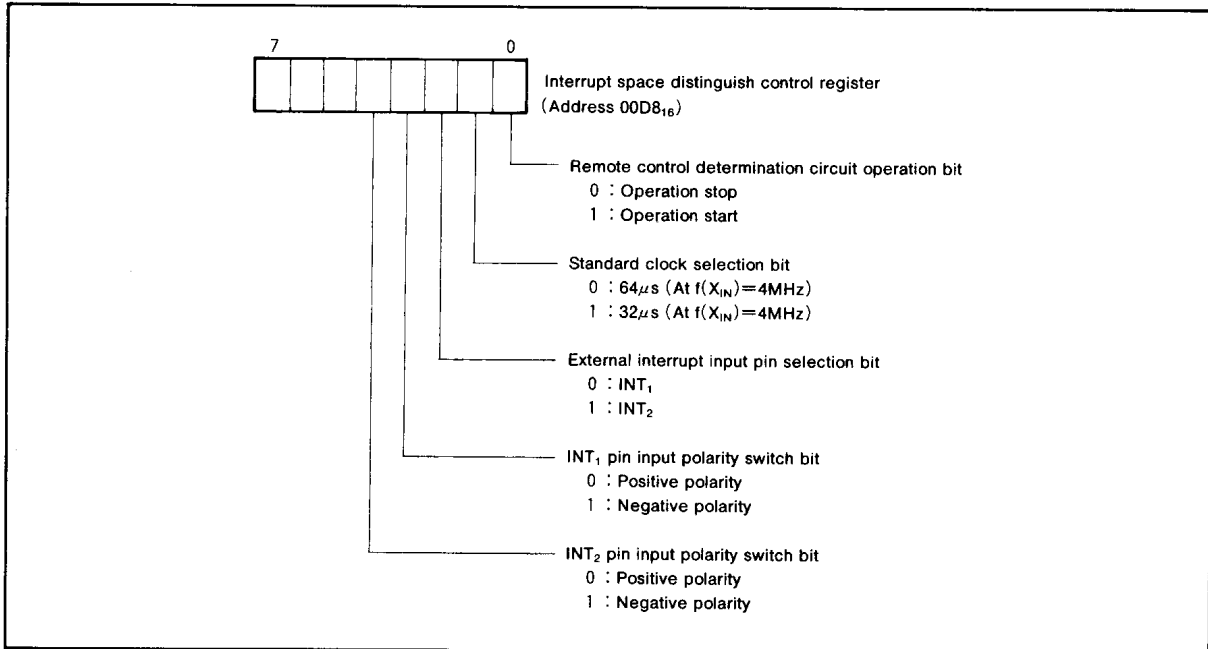 7 0
Interrupt space distinguish control register
(Address 00D8₁₆)
Remote control determination circuit operation bit
0 : Operation stop
1 : Operation start
Standard clock selection bit
0 : 64μs (At f(X_IN)=4MHz)
1 : 32μs (At f(X_IN)=4MHz)
External interrupt input pin selection bit
0 : INT₁
1 : INT₂
INT₁ pin input polarity switch bit
0 : Positive polarity
1 : Negative polarity
INT₂ pin input polarity switch bit
0 : Positive polarity
1 : Negative polarity